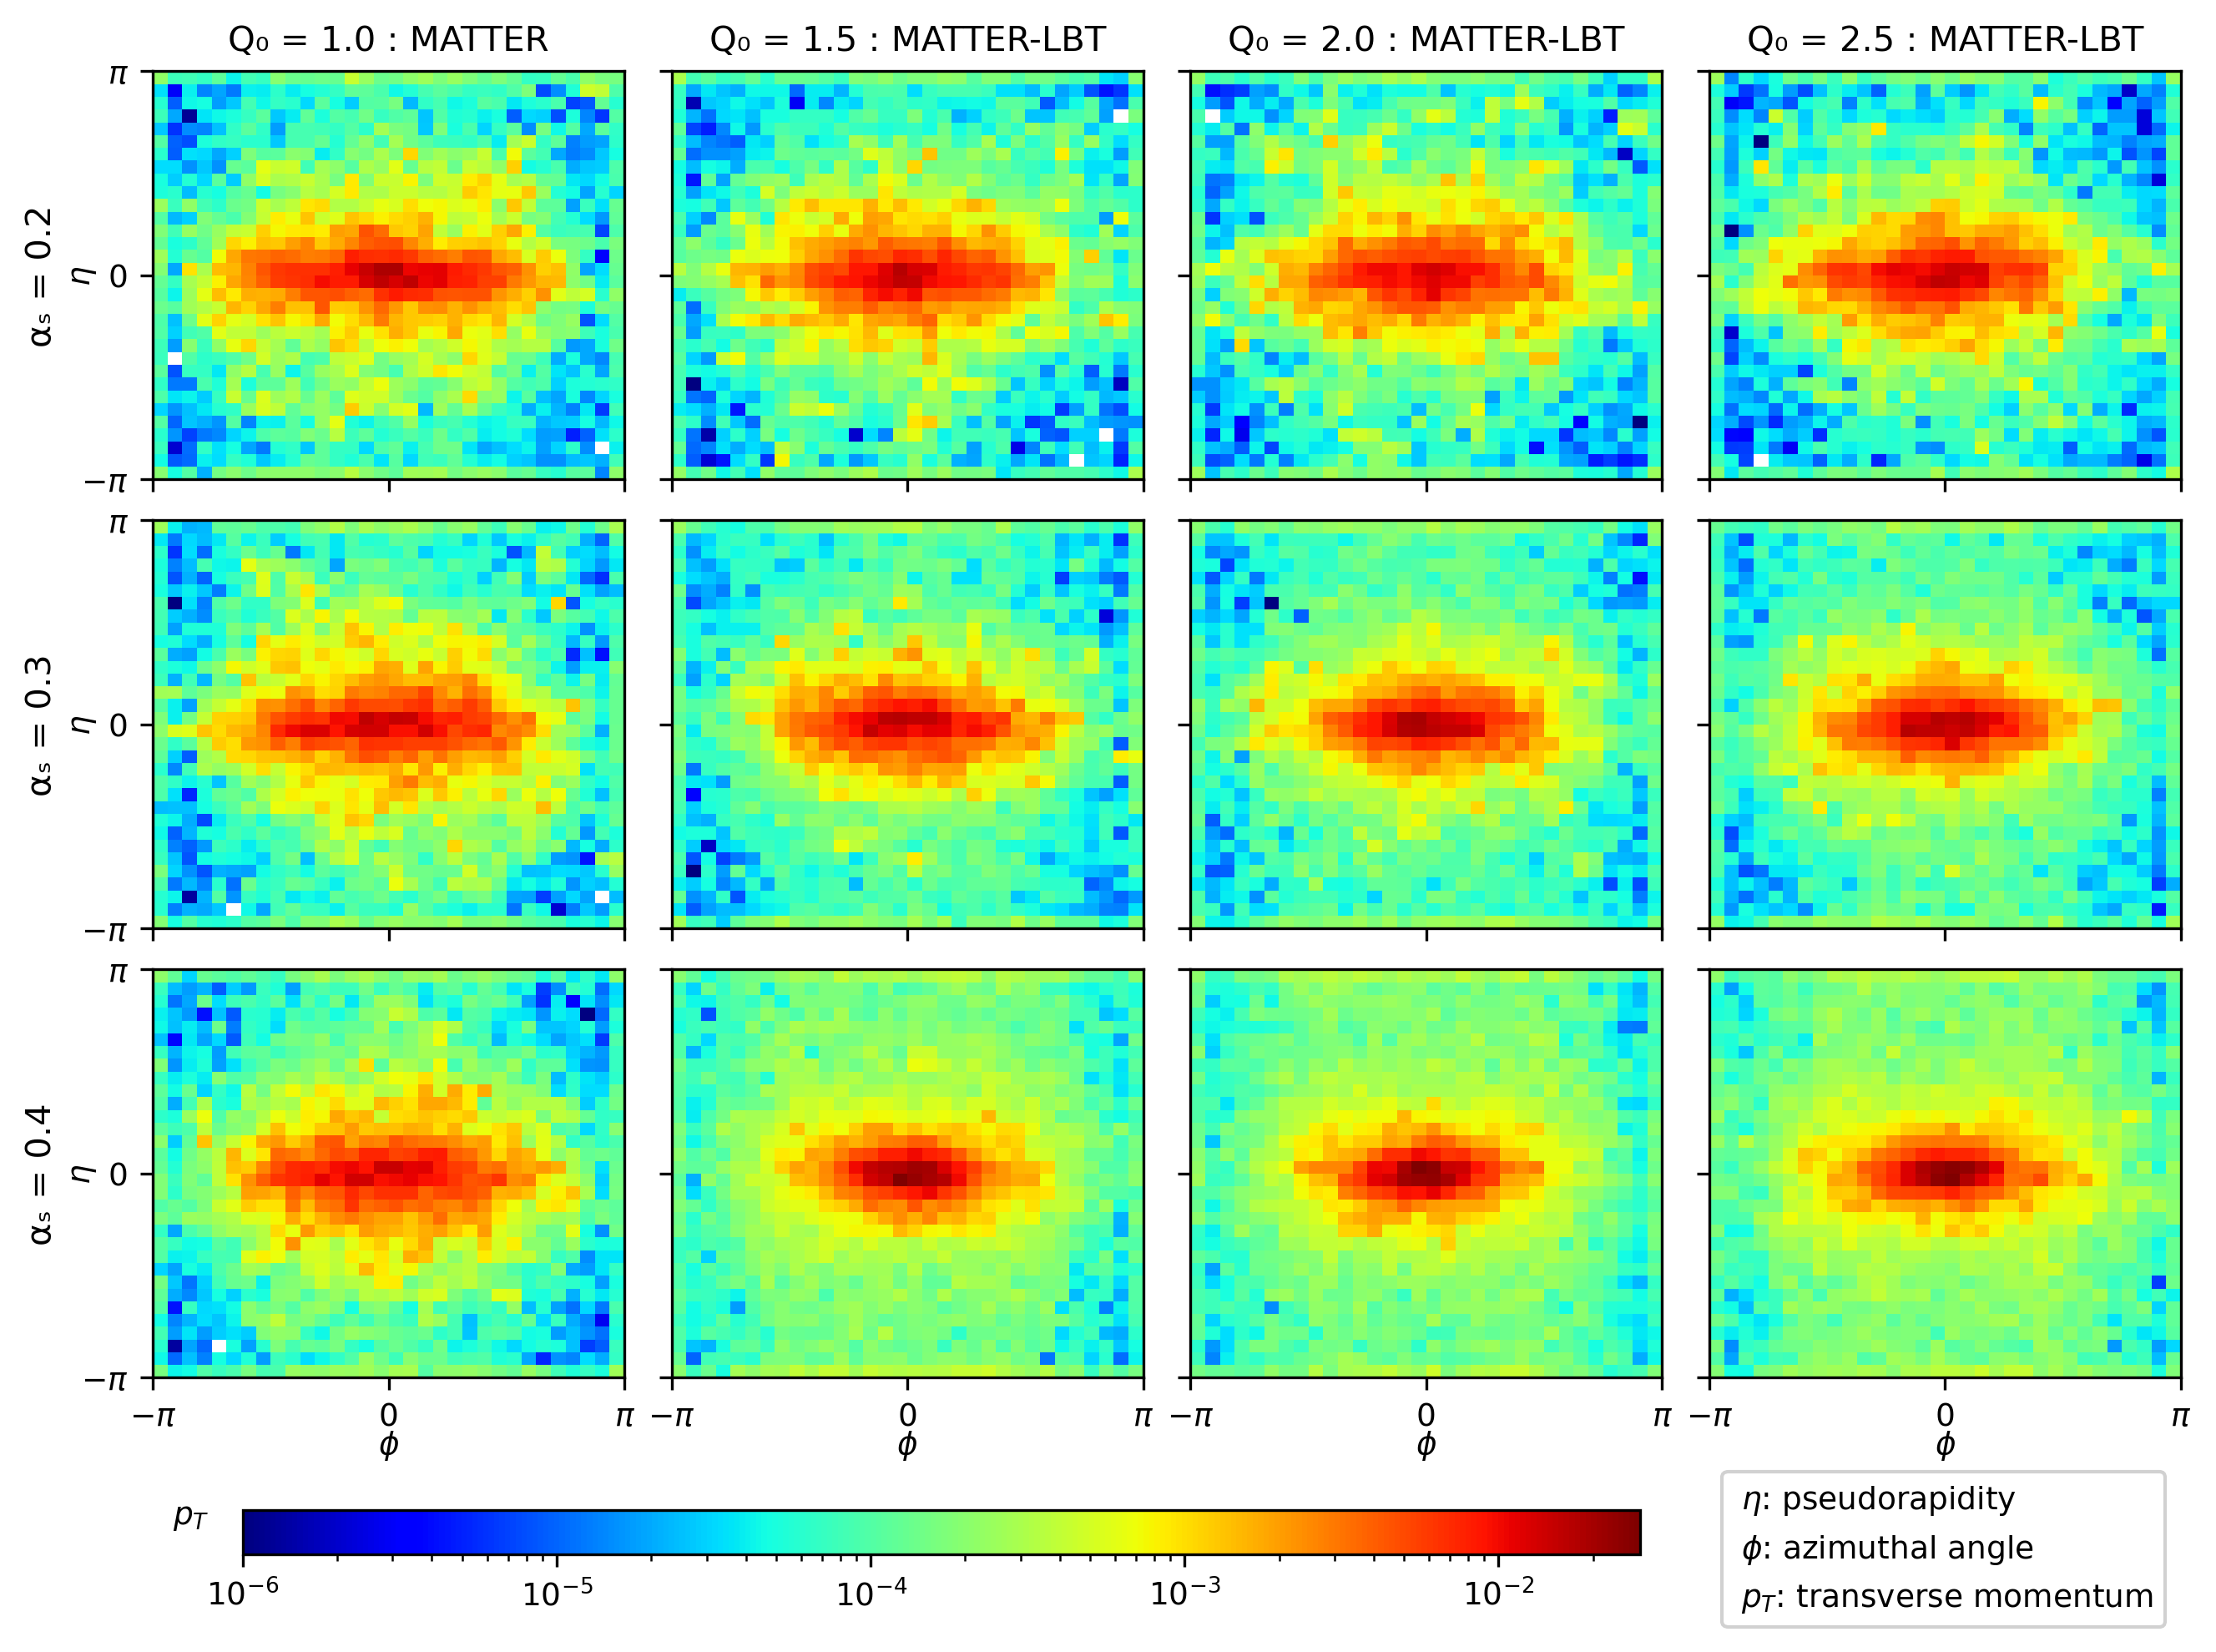 Q₀ = 1.0 : MATTER
Q₀ = 1.5 : MATTER-LBT
Q₀ = 2.0 : MATTER-LBT
Q₀ = 2.5 : MATTER-LBT
αₛ = 0.2
η
π
0
−π
αₛ = 0.3
η
π
0
−π
αₛ = 0.4
η
π
0
−π
−π 0 π −π 0 π −π 0 π −π 0 π
ϕ ϕ ϕ ϕ
p_T
10⁻⁶ 10⁻⁵ 10⁻⁴ 10⁻³ 10⁻²
η: pseudorapidity
ϕ: azimuthal angle
p_T: transverse momentum